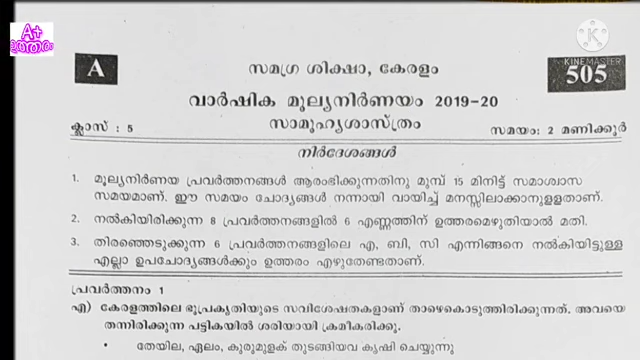 A+
ഉത്തരം
KINEMASTER
A
505
സമഗ്ര ശിക്ഷാ, കേരളം
വാർഷിക മൂല്യനിർണയം 2019-20
ക്ലാസ് : 5
സാമൂഹ്യശാസ്ത്രം
സമയം: 2 മണിക്കൂർ
നിർദേശങ്ങൾ
1. മൂല്യനിർണയ പ്രവർത്തനങ്ങൾ ആരംഭിക്കുന്നതിനു മുമ്പ് 15 മിനിട്ട് സമാശ്വാസ
സമയമാണ്. ഈ സമയം ചോദ്യങ്ങൾ നന്നായി വായിച്ച് മനസ്സിലാക്കാനുളളതാണ്.
2. നൽകിയിരിക്കുന്ന 8 പ്രവർത്തനങ്ങളിൽ 6 എണ്ണത്തിന് ഉത്തരമെഴുതിയാൽ മതി.
3. തിരഞ്ഞെടുക്കുന്ന 6 പ്രവർത്തനങ്ങളിലെ എ, ബി, സി എന്നിങ്ങനെ നൽകിയിട്ടുള്ള
എല്ലാ ഉപചോദ്യങ്ങൾക്കും ഉത്തരം എഴുതേണ്ടതാണ്.
പ്രവർത്തനം 1
എ) കേരളത്തിലെ ഭൂപ്രകൃതിയുടെ സവിശേഷതകളാണ് താഴെകൊടുത്തിരിക്കുന്നത്. അവയെ
തന്നിരിക്കുന്ന പട്ടികയിൽ ശരിയായി ക്രമീകരിക്കൂ.
• തേയില, ഏലം, കുരുമുളക് തുടങ്ങിയവ കൃഷി ചെയ്യുന്നു